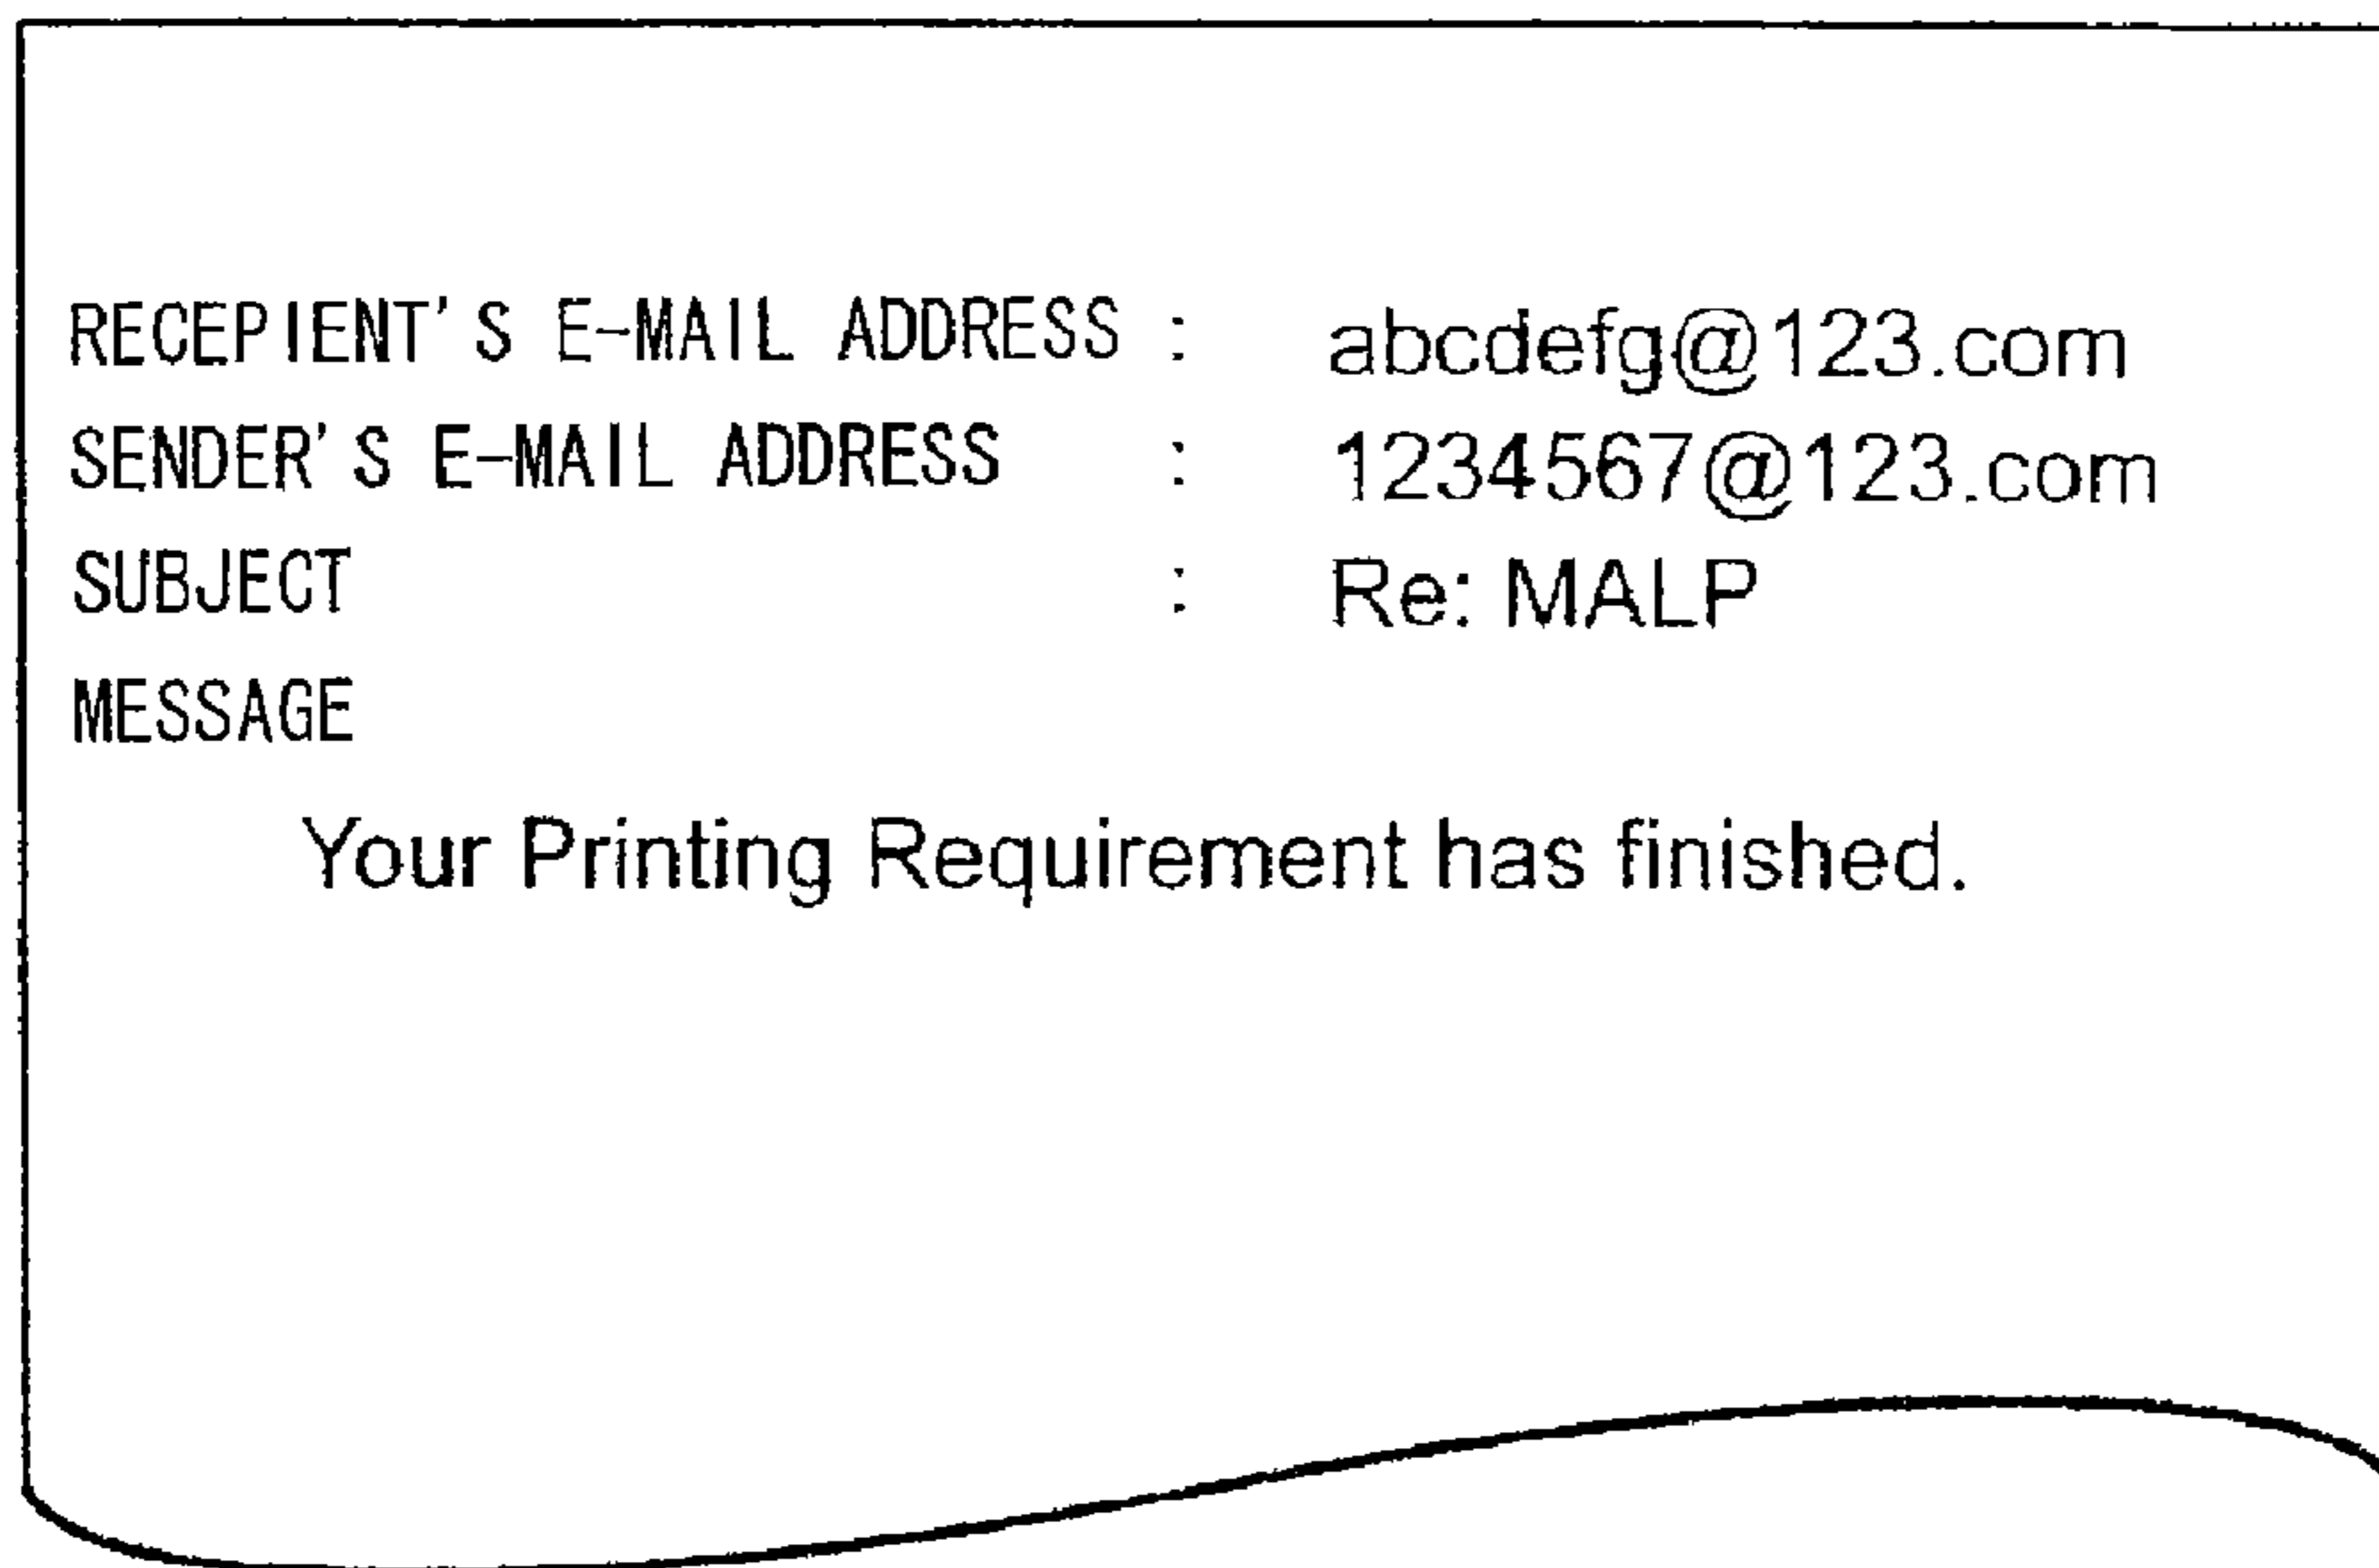 RECEPIENT'S E-MAIL ADDRESS : abcdefg@123.com
SENDER'S E-MAIL ADDRESS : 1234567@123.com
SUBJECT : Re: MALP
MESSAGE
Your Printing Requirement has finished.